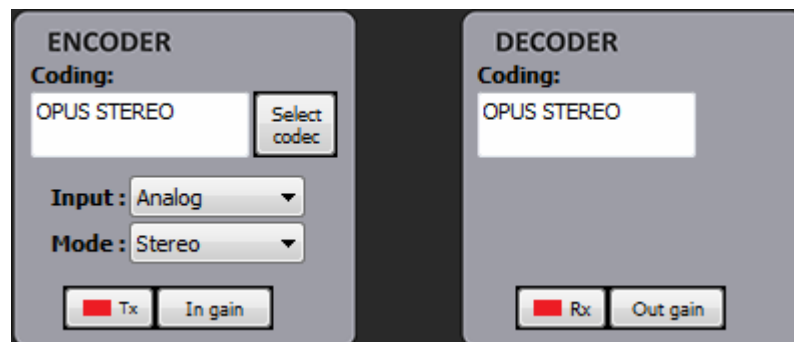 ENCODER
Coding:
OPUS STEREO
Select
codec
Input : Analog
Mode : Stereo
Tx
In gain
DECODER
Coding:
OPUS STEREO
Rx
Out gain